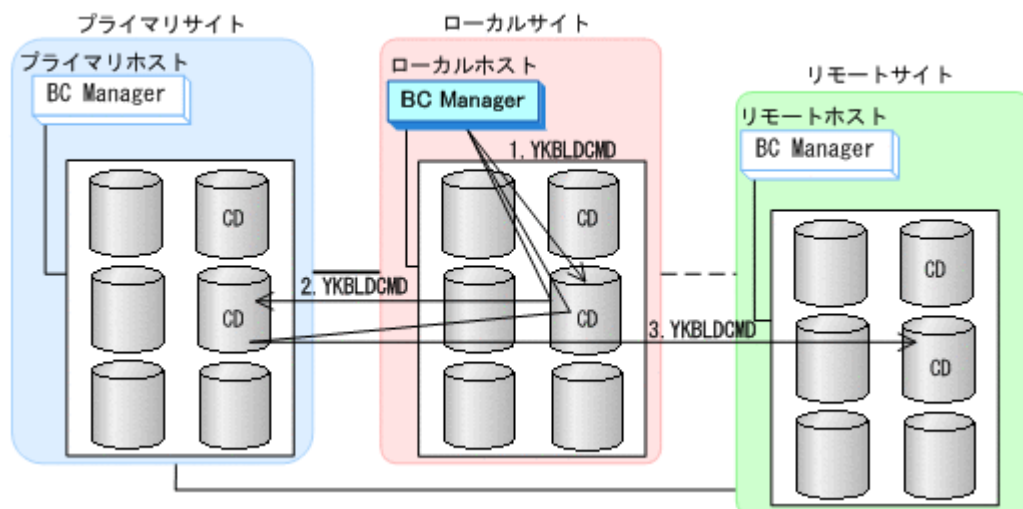 プライマリサイト
ローカルサイト
リモートサイト
プライマリホスト
BC Manager
ローカルホスト
BC Manager
リモートホスト
BC Manager
1. YKBLDCMD
CD
CD
CD
2. YKBLDCMD
CD
CD
3. YKBLDCMD
CD